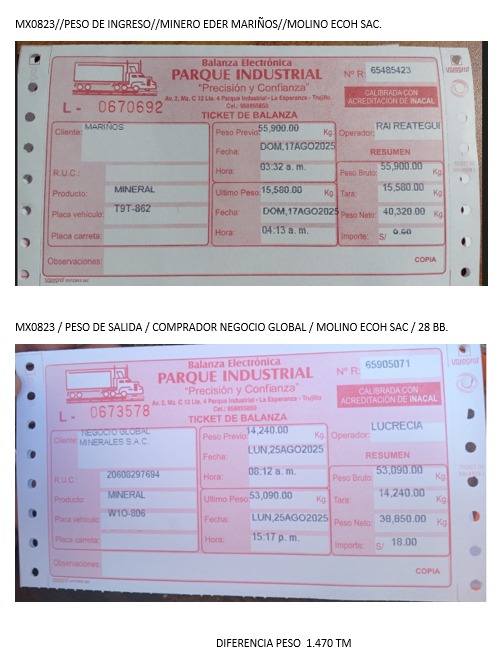 MX0823//PESO DE INGRESO//MINERO EDER MARIÑOS//MOLINO ECOH SAC.
Balanza Electrónica
PARQUE INDUSTRIAL
"Precisión y Confianza"
Av. 2, Mz. C 12 Lte. 4 Parque Industrial - La Esperanza - Trujillo
Cel.: 958895850
Nº R: 65485423
CALIBRADA CON
ACREDITACIÓN DE INACAL
L - 0670692
TICKET DE BALANZA
Cliente: MARIÑOS
Peso Previo: 55,900.00 Kg.
Operador: RAI REATEGUI
Fecha: DOM,17AGO2025
RESUMEN
R.U.C.:
Hora: 03:32 a. m.
Peso Bruto: 55,900.00 Kg.
Producto: MINERAL
Ultimo Peso: 15,580.00 Kg.
Tara: 15,580.00 Kg.
Placa vehículo: T9T-862
Fecha: DOM,17AGO2025
Peso Neto: 40,320.00 Kg.
Placa carreta:
Hora: 04:13 a. m.
Importe: S/ 0.00
Observaciones:
COPIA
MX0823 / PESO DE SALIDA / COMPRADOR NEGOCIO GLOBAL / MOLINO ECOH SAC / 28 BB.
Balanza Electrónica
PARQUE INDUSTRIAL
"Precisión y Confianza"
Av. 2, Mz. C 12 Lte. 4 Parque Industrial - La Esperanza - Trujillo
Cel.: 958895850
Nº R: 65905071
CALIBRADA CON
ACREDITACIÓN DE INACAL
L - 0673578
TICKET DE BALANZA
Cliente: NEGOCIO GLOBAL
MINERALES S.A.C.
Peso Previo: 14,240.00 Kg.
Operador: LUCRECIA
Fecha: LUN,25AGO2025
RESUMEN
R.U.C.: 20608297694
Hora: 08:12 a. m.
Peso Bruto: 53,090.00 Kg.
Producto: MINERAL
Ultimo Peso: 53,090.00 Kg.
Tara: 14,240.00 Kg.
Placa vehículo: W1O-806
Fecha: LUN,25AGO2025
Peso Neto: 38,850.00 Kg.
Placa carreta:
Hora: 15:17 p. m.
Importe: S/ 18.00
Observaciones:
COPIA
DIFERENCIA PESO 1.470 TM